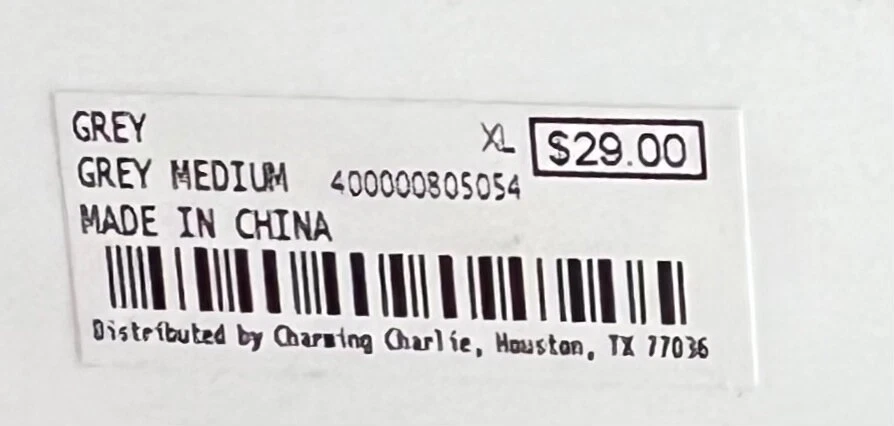 GREY
XL $29.00
GREY MEDIUM 400000805054
MADE IN CHINA
Distributed by Charming Charlie, Houston, TX 77036